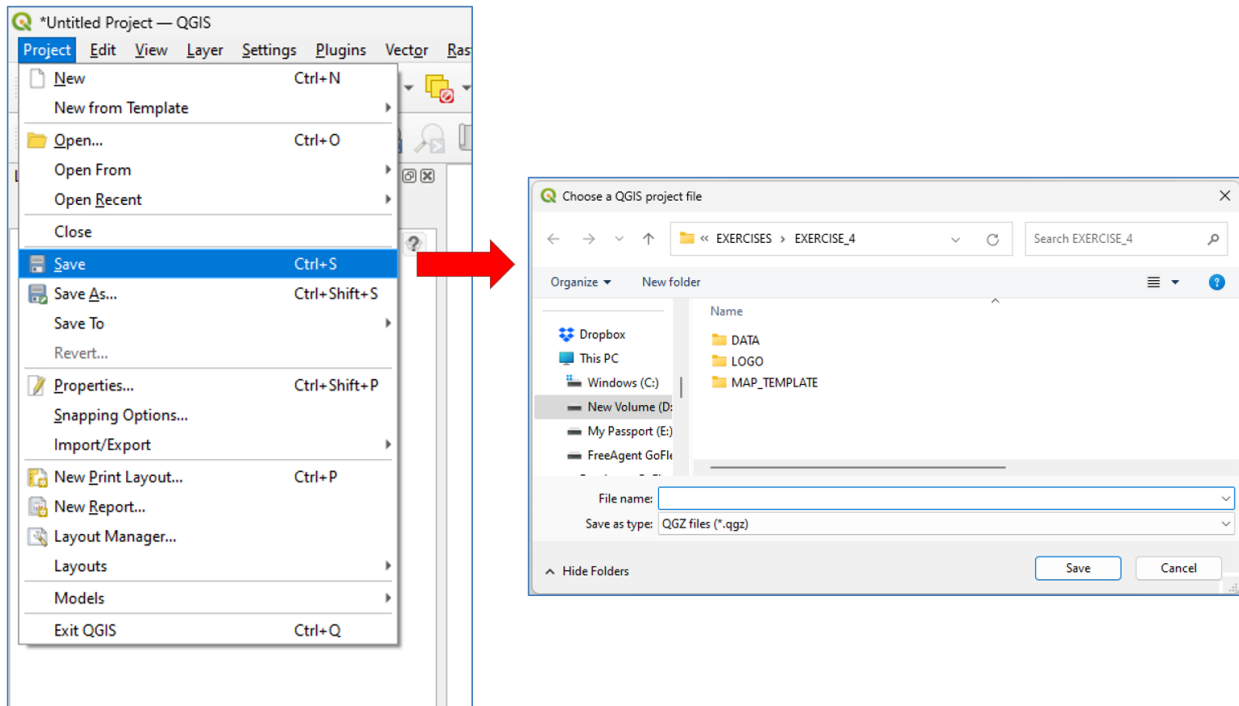 *Untitled Project — QGIS
Project Edit View Layer Settings Plugins Vector Ras
New Ctrl+N
New from Template
Open... Ctrl+O
Open From
Open Recent
Close
Save Ctrl+S
Save As... Ctrl+Shift+S
Save To
Revert...
Properties... Ctrl+Shift+P
Snapping Options...
Import/Export
New Print Layout... Ctrl+P
New Report...
Layout Manager...
Layouts
Models
Exit QGIS Ctrl+Q
Choose a QGIS project file
« EXERCISES › EXERCISE_4
Search EXERCISE_4
Organize New folder
Name
Dropbox
This PC
Windows (C:)
New Volume (D:
My Passport (E:)
FreeAgent GoFle
DATA
LOGO
MAP_TEMPLATE
File name:
Save as type: QGZ files (*.qgz)
Hide Folders
Save Cancel